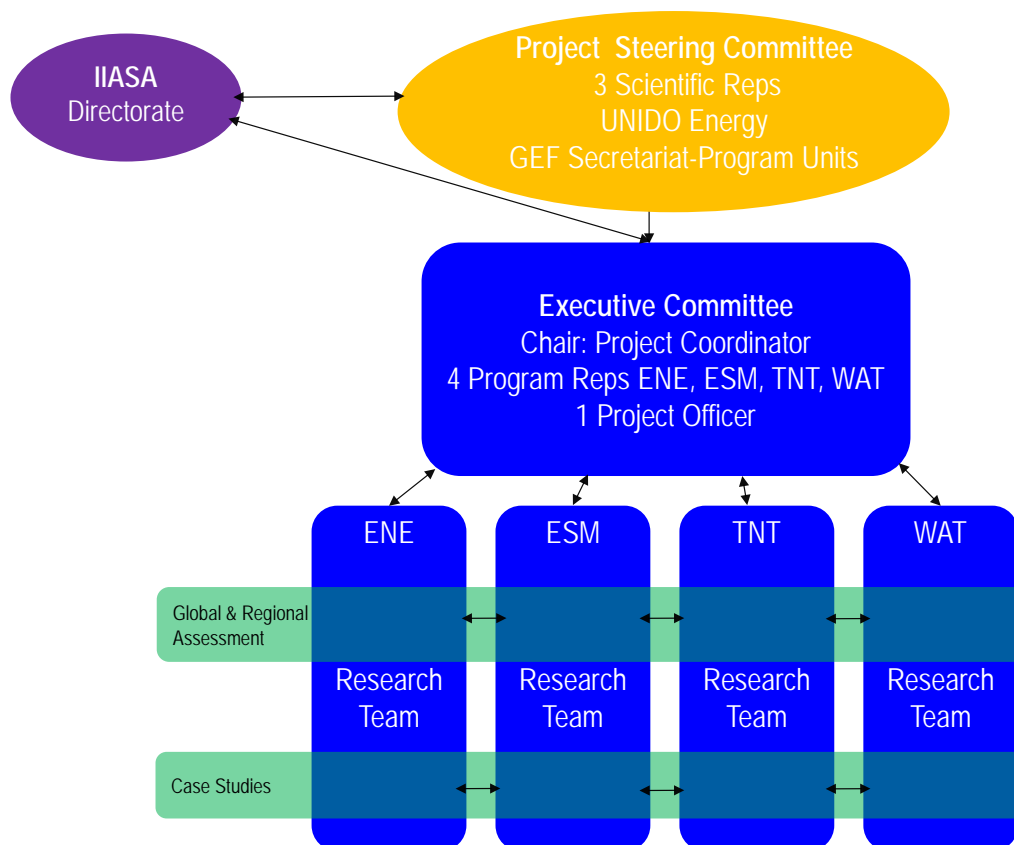 IIASA
Directorate
Project Steering Committee
3 Scientific Reps
UNIDO Energy
GEF Secretariat-Program Units
Executive Committee
Chair: Project Coordinator
4 Program Reps ENE, ESM, TNT, WAT
1 Project Officer
ENE
ESM
TNT
WAT
Global & Regional
Assessment
Research
Team
Research
Team
Research
Team
Research
Team
Case Studies